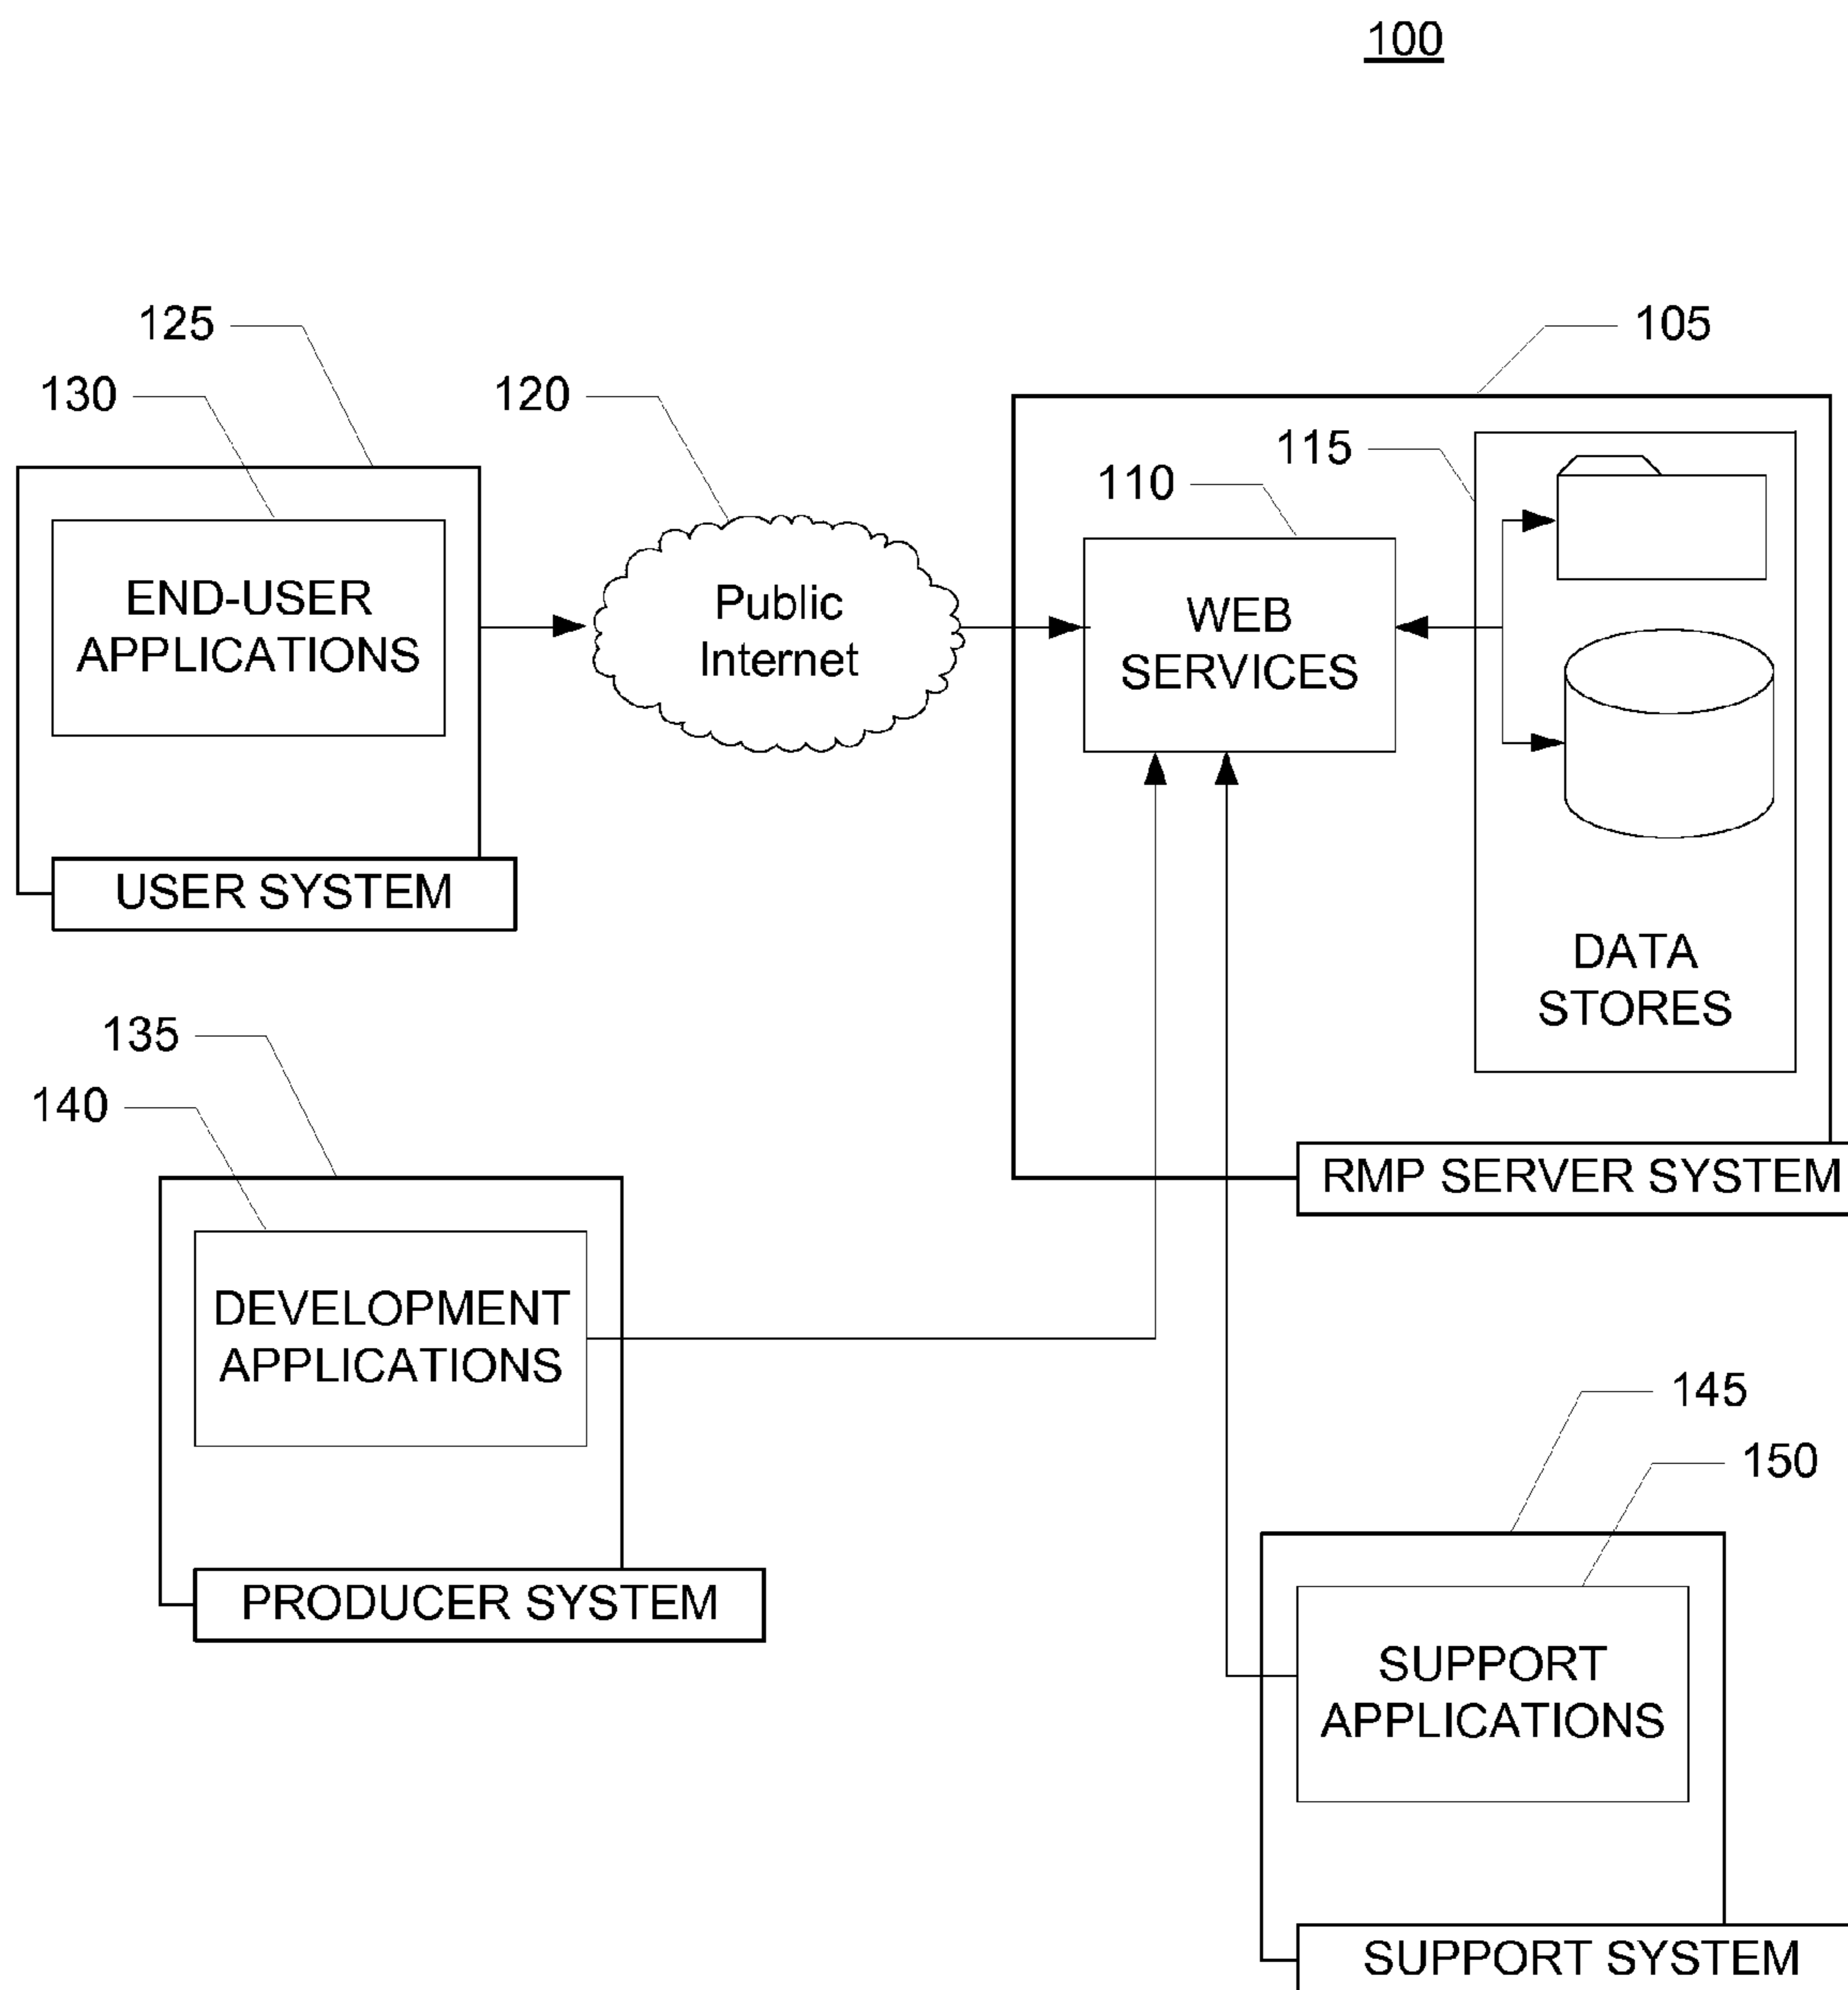 100
125
105
130
120
115
110
END-USER
APPLICATIONS
Public
Internet
WEB
SERVICES
USER SYSTEM
DATA
STORES
135
140
RMP SERVER SYSTEM
DEVELOPMENT
APPLICATIONS
145
150
PRODUCER SYSTEM
SUPPORT
APPLICATIONS
SUPPORT SYSTEM